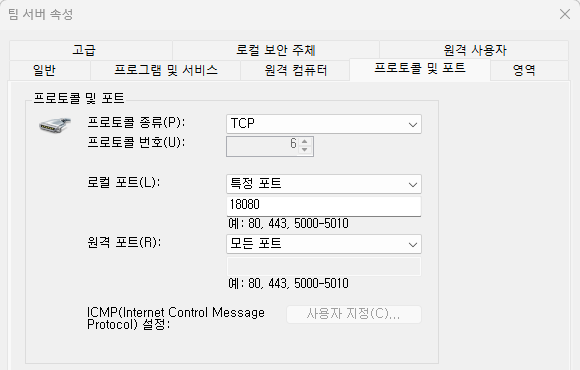 팀 서버 속성
고급 로컬 보안 주체 원격 사용자
일반 프로그램 및 서비스 원격 컴퓨터 프로토콜 및 포트 영역
프로토콜 및 포트
프로토콜 종류(P): TCP
프로토콜 번호(U): 6
로컬 포트(L): 특정 포트
18080
예: 80, 443, 5000-5010
원격 포트(R): 모든 포트
예: 80, 443, 5000-5010
ICMP(Internet Control Message
Protocol) 설정: 사용자 지정(C)...